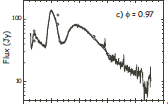 c) ϕ = 0.97
100
Flux (Jy)
10